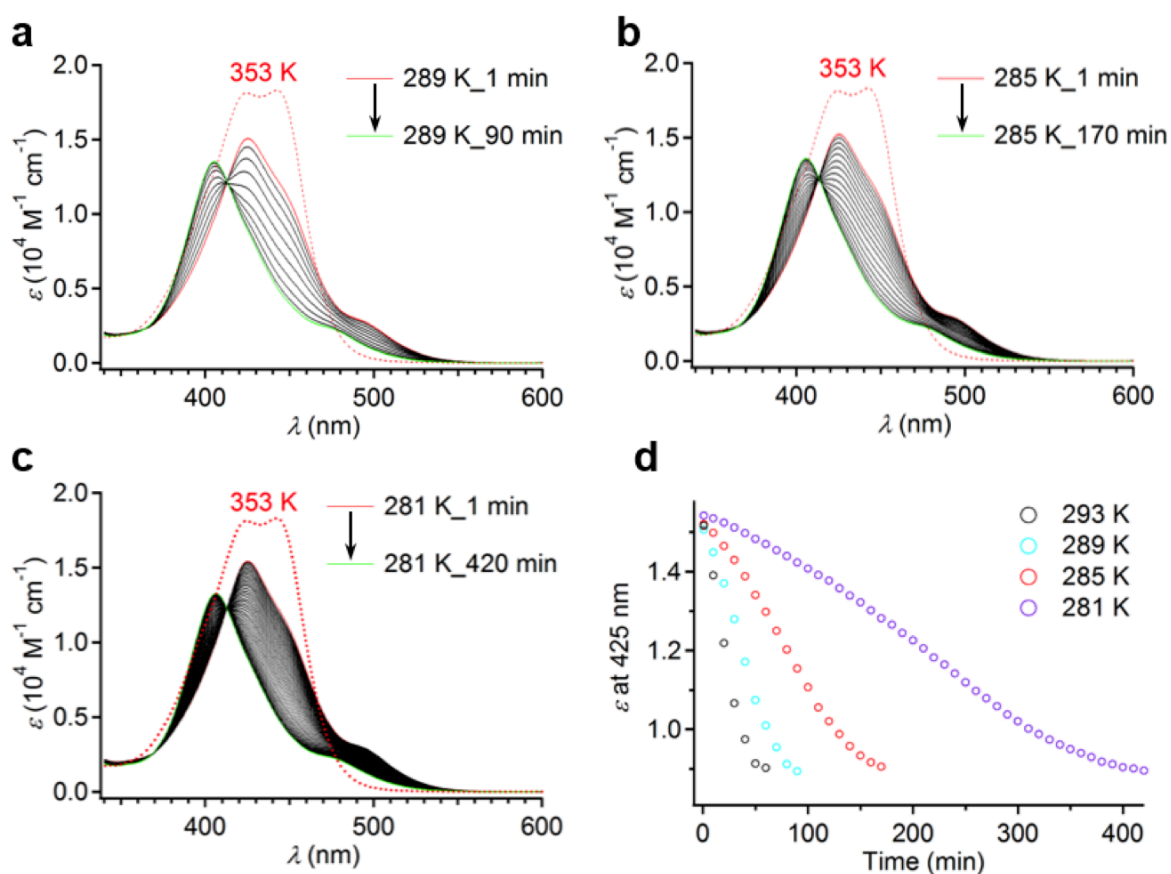 a
2.0
1.5
1.0
0.5
0.0
ε (10⁴ M⁻¹ cm⁻¹)
353 K
289 K_1 min
289 K_90 min
400
500
600
λ (nm)
b
2.0
1.5
1.0
0.5
0.0
ε (10⁴ M⁻¹ cm⁻¹)
353 K
285 K_1 min
285 K_170 min
400
500
600
λ (nm)
c
2.0
1.5
1.0
0.5
0.0
ε (10⁴ M⁻¹ cm⁻¹)
353 K
281 K_1 min
281 K_420 min
400
500
600
λ (nm)
d
1.4
1.2
1.0
ε at 425 nm
293 K
289 K
285 K
281 K
0
100
200
300
400
Time (min)